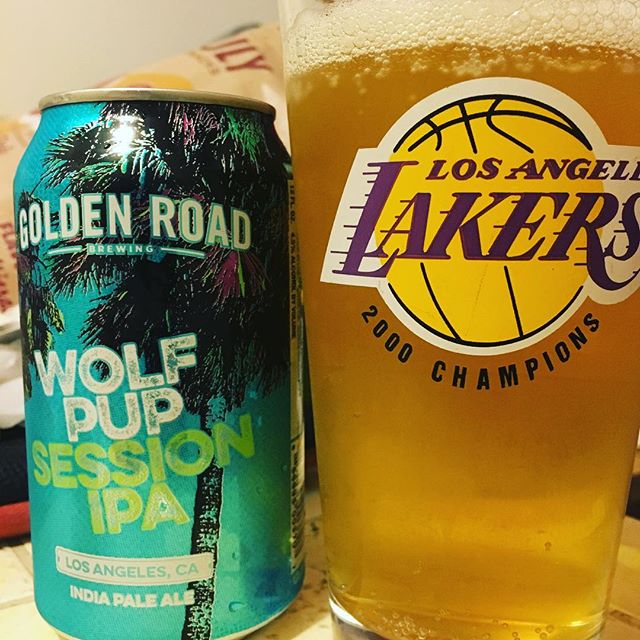 GOLDEN ROAD
BREWING
WOLF
PUP
SESSION
IPA
LOS ANGELES, CA
INDIA PALE ALE
LOS ANGELE
LAKERS
2000 CHAMPIONS